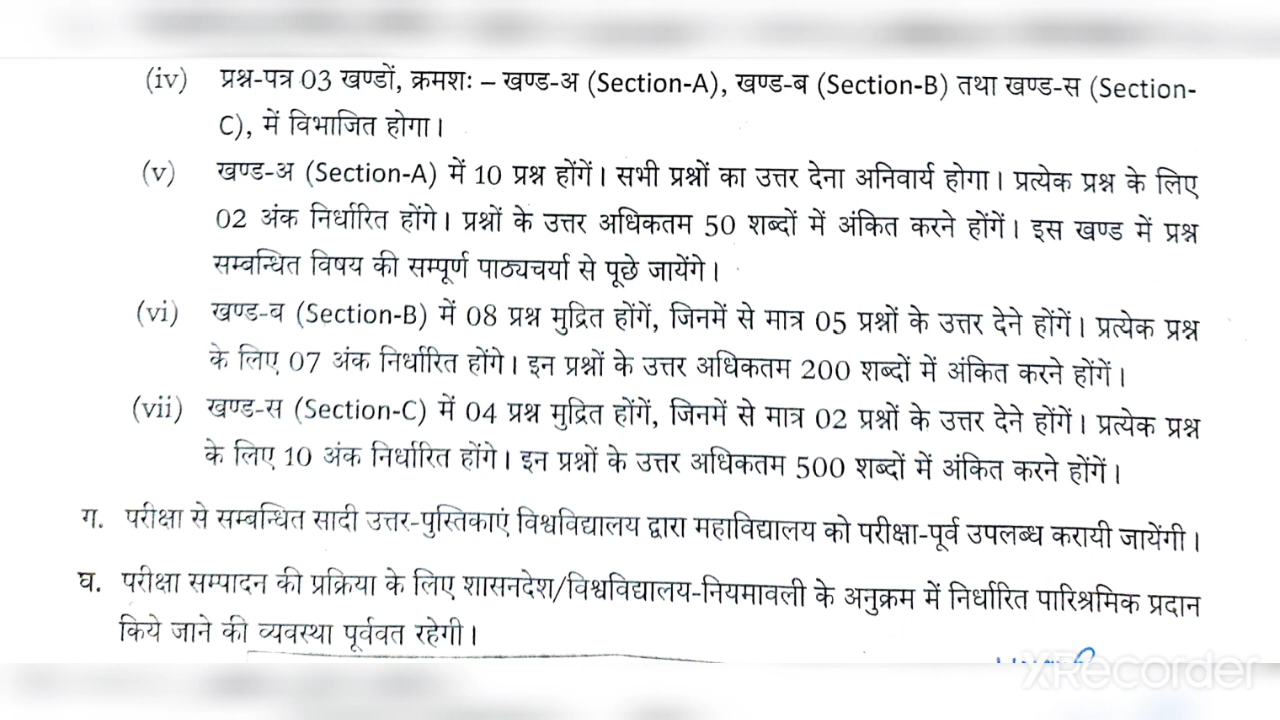 (iv) प्रश्न-पत्र 03 खण्डों, क्रमशः – खण्ड-अ (Section-A), खण्ड-ब (Section-B) तथा खण्ड-स (Section-
C), में विभाजित होगा।
(v) खण्ड-अ (Section-A) में 10 प्रश्न होंगें। सभी प्रश्नों का उत्तर देना अनिवार्य होगा। प्रत्येक प्रश्न के लिए
02 अंक निर्धारित होंगे। प्रश्नों के उत्तर अधिकतम 50 शब्दों में अंकित करने होंगें। इस खण्ड में प्रश्न
सम्बन्धित विषय की सम्पूर्ण पाठ्यचर्या से पूछे जायेंगे।
(vi) खण्ड-ब (Section-B) में 08 प्रश्न मुद्रित होंगें, जिनमें से मात्र 05 प्रश्नों के उत्तर देने होंगें। प्रत्येक प्रश्न
के लिए 07 अंक निर्धारित होंगे। इन प्रश्नों के उत्तर अधिकतम 200 शब्दों में अंकित करने होंगें।
(vii) खण्ड-स (Section-C) में 04 प्रश्न मुद्रित होंगें, जिनमें से मात्र 02 प्रश्नों के उत्तर देने होंगें। प्रत्येक प्रश्न
के लिए 10 अंक निर्धारित होंगे। इन प्रश्नों के उत्तर अधिकतम 500 शब्दों में अंकित करने होंगें।
ग. परीक्षा से सम्बन्धित सादी उत्तर-पुस्तिकाएं विश्वविद्यालय द्वारा महाविद्यालय को परीक्षा-पूर्व उपलब्ध करायी जायेंगी।
घ. परीक्षा सम्पादन की प्रक्रिया के लिए शासनदेश/विश्वविद्यालय-नियमावली के अनुक्रम में निर्धारित पारिश्रमिक प्रदान
किये जाने की व्यवस्था पूर्ववत रहेगी।
XRecorder